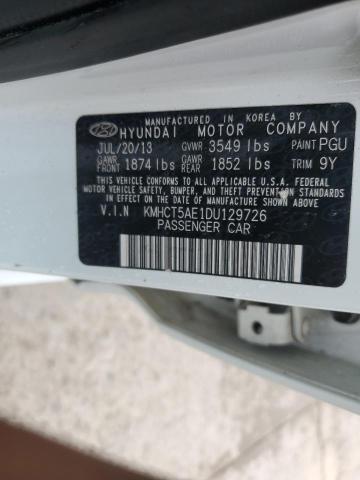 MANUFACTURED IN KOREA BY
HYUNDAI MOTOR COMPANY
JUL/20/13 GVWR 3549 lbs PAINT PGU
GAWR FRONT 1874 lbs GAWR REAR 1852 lbs TRIM 9Y
THIS VEHICLE CONFORMS TO ALL APPLICABLE U.S.A. FEDERAL
MOTOR VEHICLE SAFETY, BUMPER, AND THEFT PREVENTION
STANDARDS IN EFFECT ON THE DATE OF MANUFACTURE SHOWN
ABOVE.
V.I.N KMHCT5AE1DU129726
PASSENGER CAR